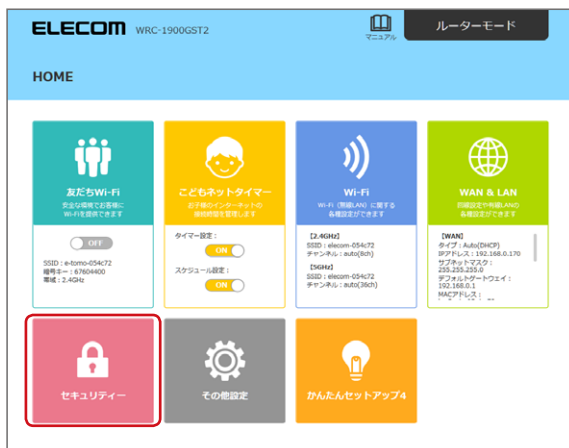 ELECOM WRC-1900GST2
マニュアル
ルーターモード
HOME
友だちWi-Fi
安全な環境でお客様に
Wi-Fiを提供できます
OFF
SSID : e-tomo-054c72
暗号キー : 67604400
帯域 : 2.4GHz
こどもネットタイマー
お子様のインターネットの
接続時間を管理します
タイマー設定 :
ON
スケジュール設定 :
ON
Wi-Fi
Wi-Fi（無線LAN）に関する
各種設定ができます
【2.4GHz】
SSID : elecom-054c72
チャンネル : auto(8ch)
【5GHz】
SSID : elecom-054c72
チャンネル : auto(36ch)
WAN & LAN
回線設定や有線LANの
各種設定ができます
【WAN】
タイプ : Auto(DHCP)
IPアドレス : 192.168.0.170
サブネットマスク :
255.255.255.0
デフォルトゲートウェイ :
192.168.0.1
MACアドレス :
セキュリティー
その他設定
かんたんセットアップ4